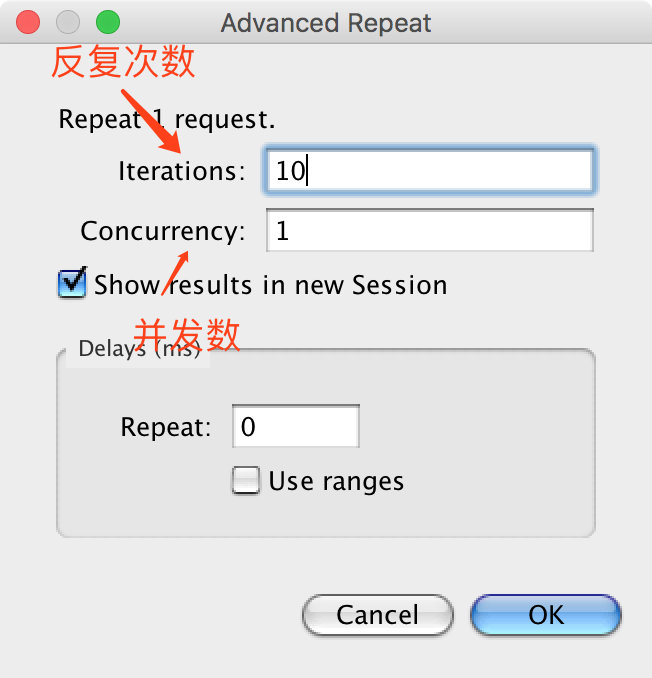 Advanced Repeat
反复次数
Repeat 1 request.
Iterations: 10
Concurrency: 1
Show results in new Session
并发数
Delays (ms)
Repeat: 0
Use ranges
Cancel OK